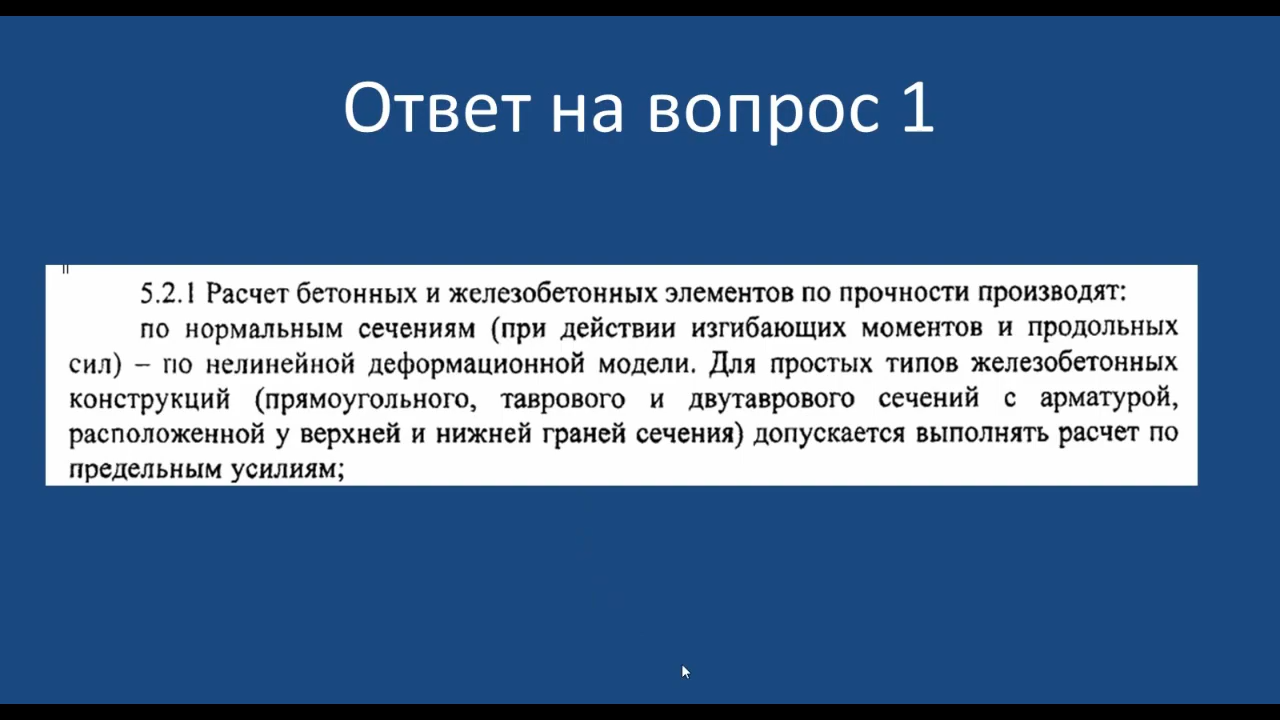 Ответ на вопрос 1
5.2.1 Расчет бетонных и железобетонных элементов по прочности производят:
по нормальным сечениям (при действии изгибающих моментов и продольных
сил) – по нелинейной деформационной модели. Для простых типов железобетонных
конструкций (прямоугольного, таврового и двутаврового сечений с арматурой,
расположенной у верхней и нижней граней сечения) допускается выполнять расчет по
предельным усилиям;